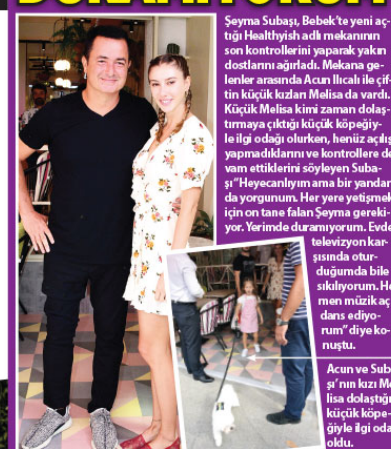 Şeyma Subaşı, Bebek'te yeni aç-
tığı Healthyish adlı mekanının
son kontrollerini yaparak yakın
dostlarını ağırladı. Mekana ge-
lenler arasında Acun Ilıcalı ile çif-
tin küçük kızları Melisa da vardı.
Küçük Melisa kimi zaman dolaş-
tırmaya çıktığı küçük köpeğiy-
le ilgi odağı olurken, henüz açılış
yapmadıklarını ve kontrollere de
vam ettiklerini söyleyen Suba-
şı "Heyecanlıyım ama bir yandan
da yorgunum. Her yere yetişmek
için on tane falan Şeyma gereki-
yor. Yerimde duramıyorum. Evde
televizyon kar-
şısında otur-
duğumda bile
sıkılıyorum. He
men müzik aç
dans ediyo-
rum" diye ko-
nuştu.
Acun ve Sub
şı'nın kızı Me
lisa dolaştığı
küçük köpe-
ğiyle ilgi oda
oldu.